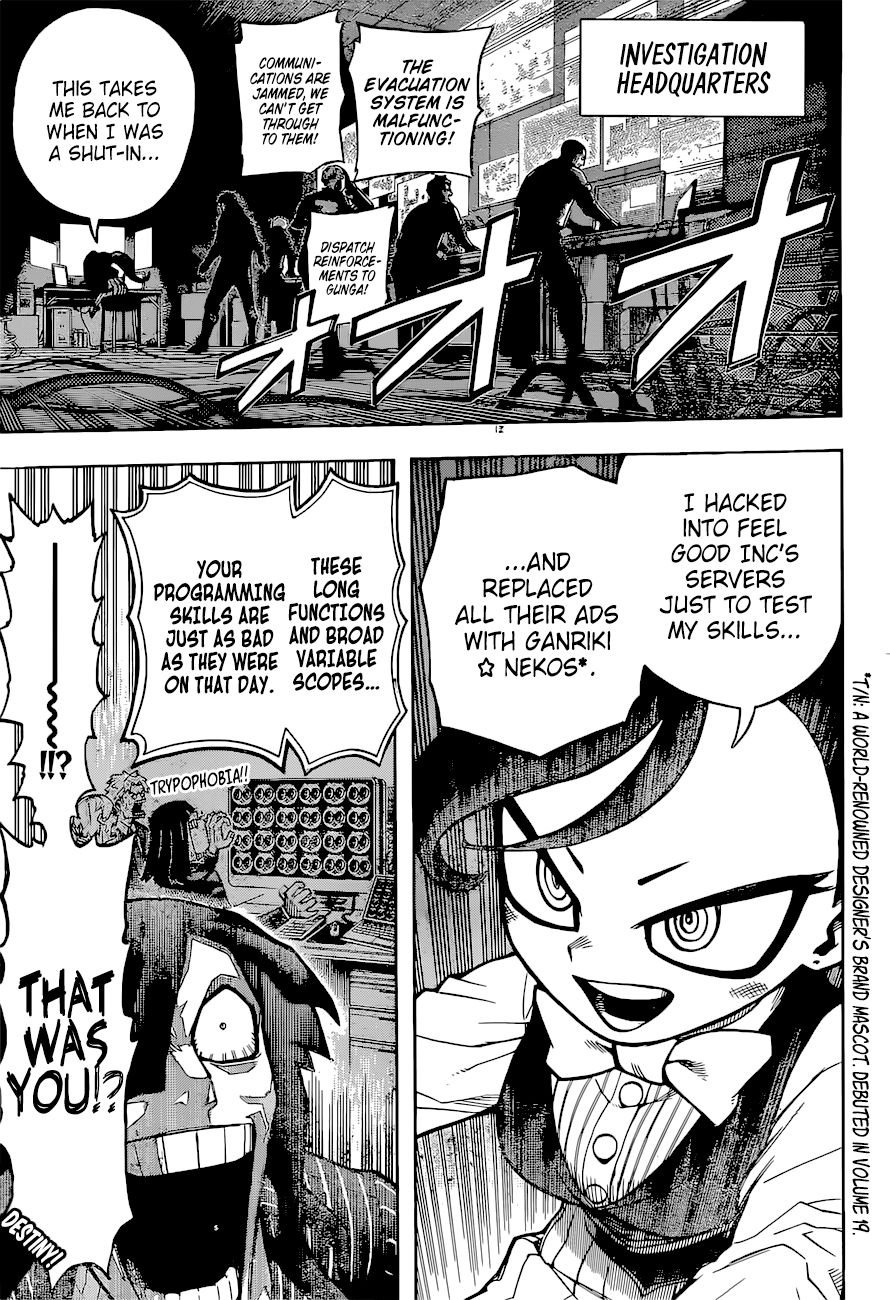 INVESTIGATION
HEADQUARTERS
THE
EVACUATION
SYSTEM IS
MALFUNC-
TIONING!
COMMUNI-
CATIONS ARE
JAMMED, WE
CAN'T GET
THROUGH
TO THEM!
DISPATCH
REINFORCE-
MENTS TO
GUNGA!
THIS TAKES
ME BACK TO
WHEN I WAS
A SHUT-IN...
オオオ
I HACKED
INTO FEEL
GOOD INC'S
SERVERS
JUST TO TEST
MY SKILLS...
...AND
REPLACED
ALL THEIR ADS
WITH GANRIKI
☆ NEKOS*.
*T/N: A WORLD-RENOWNED DESIGNER'S BRAND MASCOT. DEBUTED IN VOLUME 19.
THESE
LONG
FUNCTIONS
AND BROAD
VARIABLE
SCOPES...
YOUR
PROGRAMMING
SKILLS ARE
JUST AS BAD
AS THEY WERE
ON THAT DAY.
TRYPOPHOBIA!!
!!?
THAT
WAS
YOU!?
DESTINY!